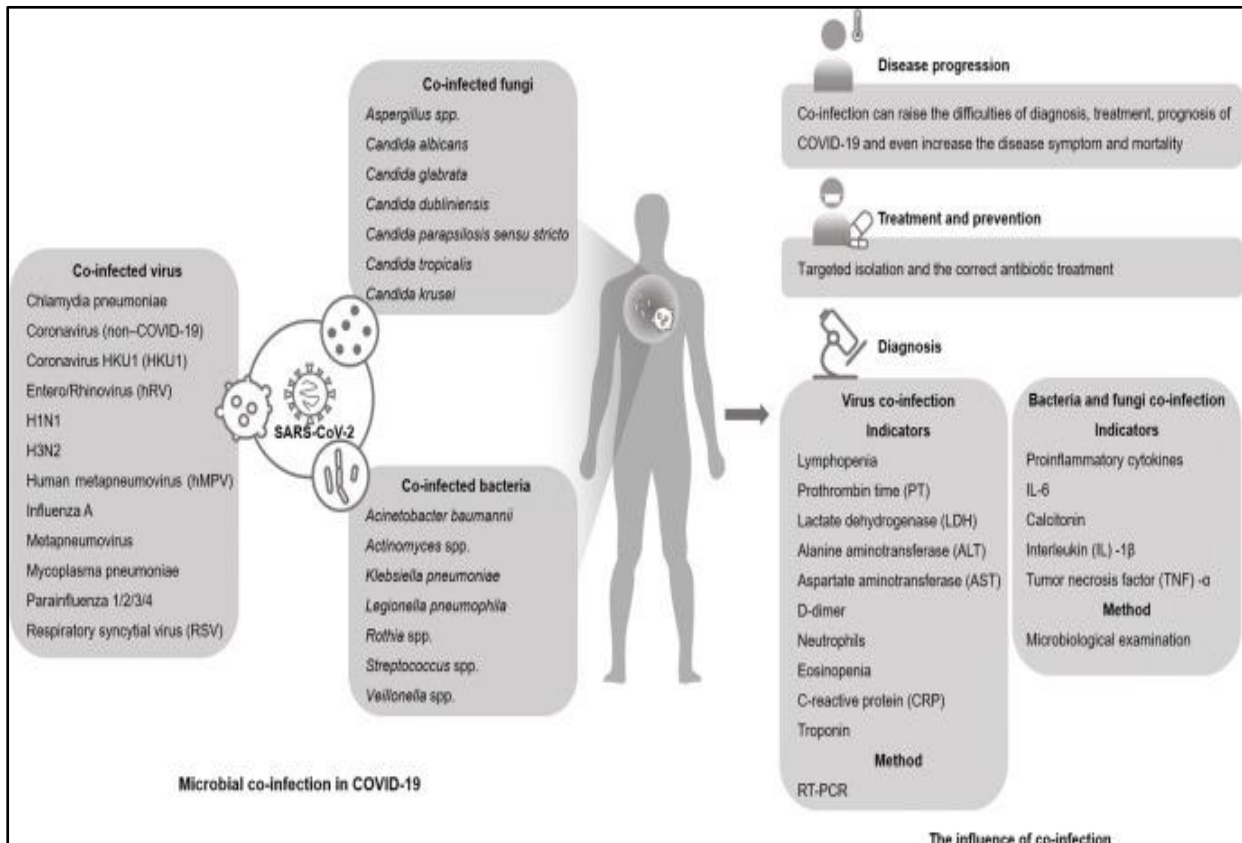 Co-infected fungi
Aspergillus spp.
Candida albicans
Candida glabrata
Candida dubliniensis
Candida parapsilosis sensu stricto
Candida tropicalis
Candida krusei
Co-infected virus
Chlamydia pneumoniae
Coronavirus (non–COVID-19)
Coronavirus HKU1 (HKU1)
Entero/Rhinovirus (hRV)
H1N1
H3N2
Human metapneumovirus (hMPV)
Influenza A
Metapneumovirus
Mycoplasma pneumoniae
Parainfluenza 1/2/3/4
Respiratory syncytial virus (RSV)
SARS-CoV-2
Co-infected bacteria
Acinetobacter baumannii
Actinomyces spp.
Klebsiella pneumoniae
Legionella pneumophila
Rothia spp.
Streptococcus spp.
Veillonella spp.
Microbial co-infection in COVID-19
Disease progression
Co-infection can raise the difficulties of diagnosis, treatment, prognosis of
COVID-19 and even increase the disease symptom and mortality
Treatment and prevention
Targeted isolation and the correct antibiotic treatment
Diagnosis
Virus co-infection
Indicators
Lymphopenia
Prothrombin time (PT)
Lactate dehydrogenase (LDH)
Alanine aminotransferase (ALT)
Aspartate aminotransferase (AST)
D-dimer
Neutrophils
Eosinopenia
C-reactive protein (CRP)
Troponin
Method
RT-PCR
Bacteria and fungi co-infection
Indicators
Proinflammatory cytokines
IL-6
Calcitonin
Interleukin (IL) -1β
Tumor necrosis factor (TNF) -α
Method
Microbiological examination
The influence of co-infection